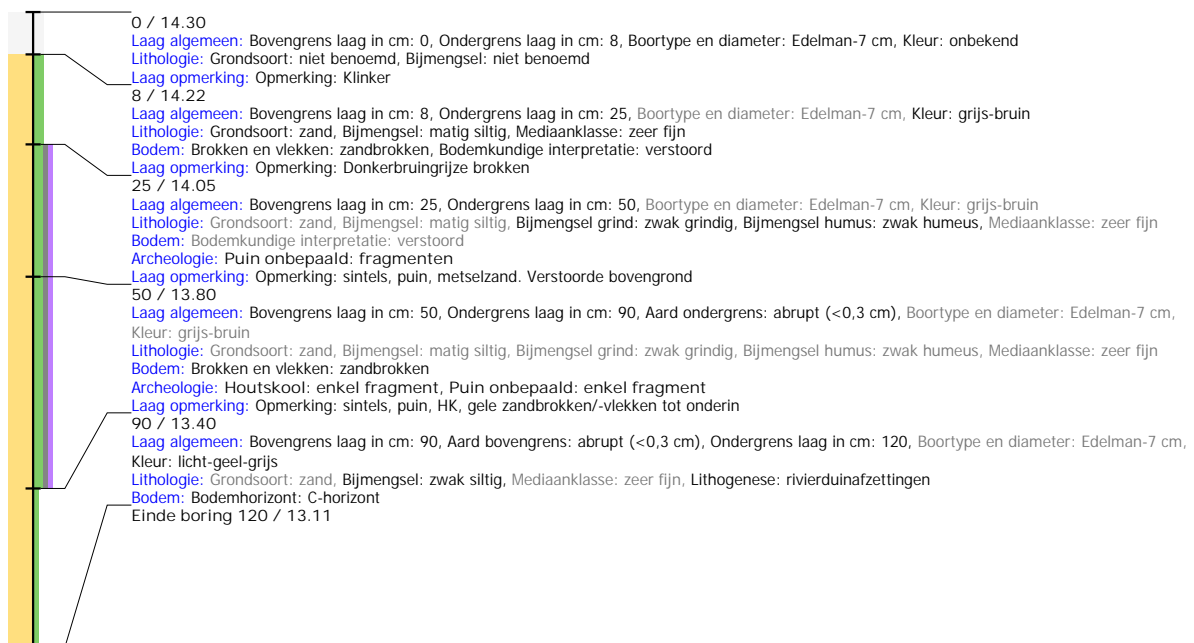 0 / 14.30
Laag algemeen: Bovengrens laag in cm: 0, Ondergrens laag in cm: 8, Boortype en diameter: Edelman-7 cm, Kleur: onbekend
Lithologie: Grondsoort: niet benoemd, Bijmengsel: niet benoemd
Laag opmerking: Opmerking: Klinker
8 / 14.22
Laag algemeen: Bovengrens laag in cm: 8, Ondergrens laag in cm: 25, Boortype en diameter: Edelman-7 cm, Kleur: grijs-bruin
Lithologie: Grondsoort: zand, Bijmengsel: matig siltig, Mediaanklasse: zeer fijn
Bodem: Brokken en vlekken: zandbrokken, Bodemkundige interpretatie: verstoord
Laag opmerking: Opmerking: Donkerbruingrijze brokken
25 / 14.05
Laag algemeen: Bovengrens laag in cm: 25, Ondergrens laag in cm: 50, Boortype en diameter: Edelman-7 cm, Kleur: grijs-bruin
Lithologie: Grondsoort: zand, Bijmengsel: matig siltig, Bijmengsel grind: zwak grindig, Bijmengsel humus: zwak humeus, Mediaanklasse: zeer fijn
Bodem: Bodemkundige interpretatie: verstoord
Archeologie: Puin onbepaald: fragmenten
Laag opmerking: Opmerking: sintels, puin, metselzand. Verstoorde bovengrond
50 / 13.80
Laag algemeen: Bovengrens laag in cm: 50, Ondergrens laag in cm: 90, Aard ondergrens: abrupt (<0,3 cm), Boortype en diameter: Edelman-7 cm,
Kleur: grijs-bruin
Lithologie: Grondsoort: zand, Bijmengsel: matig siltig, Bijmengsel grind: zwak grindig, Bijmengsel humus: zwak humeus, Mediaanklasse: zeer fijn
Bodem: Brokken en vlekken: zandbrokken
Archeologie: Houtskool: enkel fragment, Puin onbepaald: enkel fragment
Laag opmerking: Opmerking: sintels, puin, HK, gele zandbrokken/-vlekken tot onderin
90 / 13.40
Laag algemeen: Bovengrens laag in cm: 90, Aard bovengrens: abrupt (<0,3 cm), Ondergrens laag in cm: 120, Boortype en diameter: Edelman-7 cm,
Kleur: licht-geel-grijs
Lithologie: Grondsoort: zand, Bijmengsel: zwak siltig, Mediaanklasse: zeer fijn, Lithogenese: rivierduinafzettingen
Bodem: Bodemhorizont: C-horizont
Einde boring 120 / 13.11